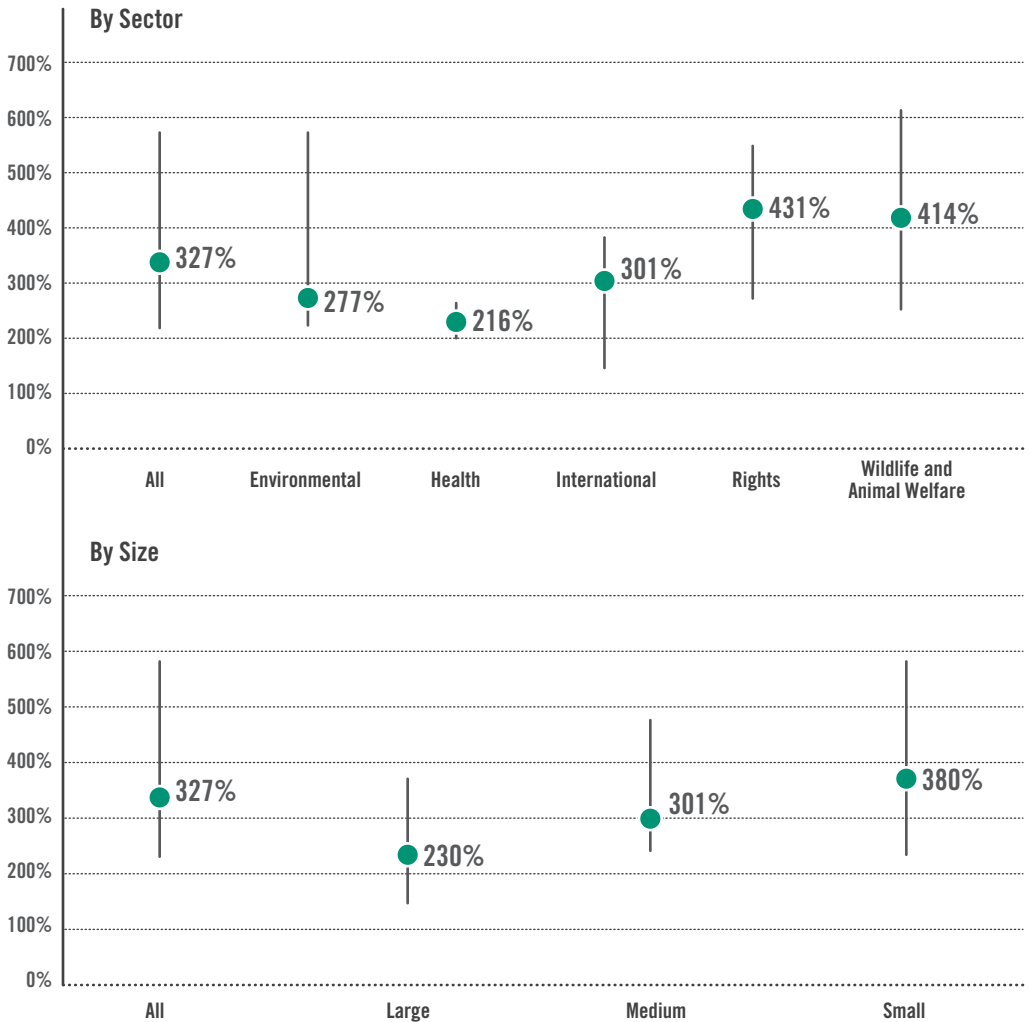 By Sector
700%
600%
500%
400%
300%
200%
100%
0%
327%
277%
216%
301%
431%
414%
All
Environmental
Health
International
Rights
Wildlife and
Animal Welfare
By Size
700%
600%
500%
400%
300%
200%
100%
0%
327%
230%
301%
380%
All
Large
Medium
Small